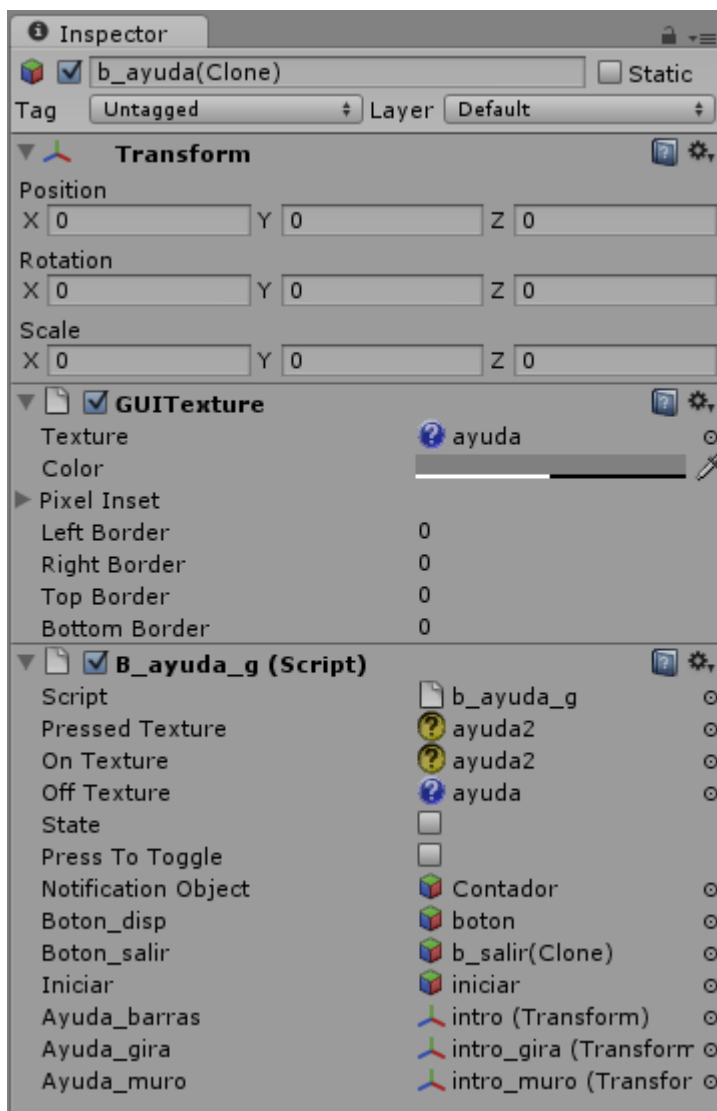 Inspector
b_ayuda(Clone) Static
Tag Untagged Layer Default
Transform
Position
X 0 Y 0 Z 0
Rotation
X 0 Y 0 Z 0
Scale
X 0 Y 0 Z 0
GUITexture
Texture ayuda
Color
Pixel Inset
Left Border 0
Right Border 0
Top Border 0
Bottom Border 0
B_ayuda_g (Script)
Script b_ayuda_g
Pressed Texture ayuda2
On Texture ayuda2
Off Texture ayuda
State
Press To Toggle
Notification Object Contador
Boton_disp boton
Boton_salir b_salir(Clone)
Iniciar iniciar
Ayuda_barras intro (Transform)
Ayuda_gira intro_gira (Transform
Ayuda_muro intro_muro (Transfor